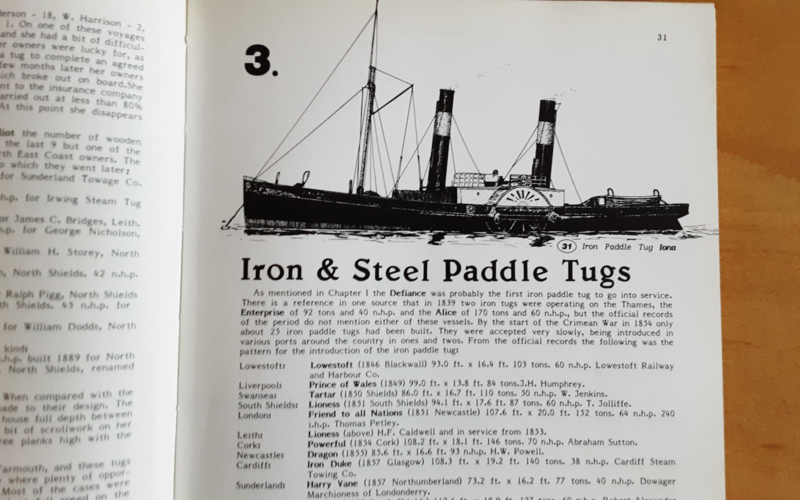 erson - 18, W. Harrison - 2,
1. On one of these voyages
and she had a bit of difficul-
er owners were lucky for, as
a tug to complete an agreed
few months later her owners
ich broke out on board.She
nt to the insurance company
arried out at less than 80%
At this point she disappears
liot the number of wooden
the last 9 but one of the
th East Coast owners. The
o which they went later:
for Sunderland Towage Co.
h.p. for Irwing Steam Tug
or James C. Bridges, Leith.
h.p. for George Nicholson,
William H. Storey, North
h, North Shields. 42 n.h.p.
Ralph Pigg, North Shields
th Shields. 45 n.h.p. for
for William Dodds, North
kind:
h.p. built 1889 for North
North Shields, renamed
When compared with the
made to their design. The
house full depth between
bit of scrollwork on her
ree planks high with the
armouth, and these tugs
where plenty of oppor-
Most of the cases were
speed on the
31
3.
31 Iron Paddle Tug Iona
Iron & Steel Paddle Tugs
As mentioned in Chapter 1 the Defiance was probably the first iron paddle tug to go into service.
There is a reference in one source that in 1839 two iron tugs were operating on the Thames, the
Enterprise of 92 tons and 40 n.h.p. and the Alice of 170 tons and 60 n.h.p., but the official records
of the period do not mention either of these vessels. By the start of the Crimean War in 1854 only
about 25 iron paddle tugs had been built. They were accepted very slowly, being introduced in
various ports around the country in ones and twos. From the official records the following was the
pattern for the introduction of the iron paddle tug:
Lowestoft: Lowestoft (1846 Blackwall) 93.0 ft. x 16.4 ft. 103 tons. 60 n.h.p. Lowestoft Railway
and Harbour Co.
Liverpool: Prince of Wales (1849) 99.0 ft. x 13.8 ft. 84 tons.J.H. Humphrey.
Swansea: Tartar (1850 Shields) 86.0 ft. x 16.7 ft. 110 tons. 50 n.h.p. W. Jenkins.
South Shields: Lioness (1851 South Shields) 94.1 ft. x 17.6 ft. 87 tons. 60 n.h.p. T. Jolliffe.
London: Friend to all Nations (1851 Newcastle) 107.6 ft. x 20.0 ft. 152 tons. 64 n.h.p. 240
i.h.p. Thomas Petley.
Leith: Lioness (above) H.F. Caldwell and in service from 1853.
Cork: Powerful (1854 Cork) 108.2 ft. x 18.1 ft. 146 tons. 70 n.h.p. Abraham Sutton.
Newcastle: Dragon (1855) 85.6 ft. x 16.6 ft. 93 n.h.p. H.W. Powell.
Cardiff: Iron Duke (1857 Glasgow) 108.3 ft. x 19.2 ft. 140 tons. 38 n.h.p. Cardiff Steam
Towing Co.
Sunderland: Harry Vane (1857 Northumberland) 73.2 ft. x 16.2 ft. 77 tons. 40 n.h.p. Dowager
Marchioness of Londonderry.